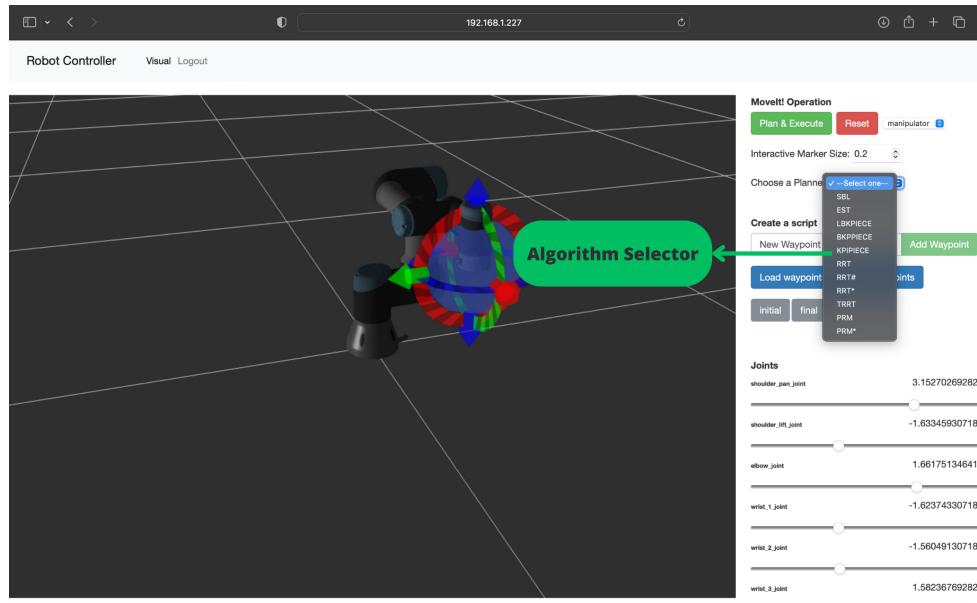 192.168.1.227
Robot Controller Visual Logout
MoveIt! Operation
Plan & Execute Reset manipulator
Interactive Marker Size: 0.2
Choose a Planne
✓ --Select one--
SBL
EST
LBKPIECE
BKPPIECE
KPIPIECE
RRT
RRT#
RRT*
TRRT
PRM
PRM*
Algorithm Selector
Create a script
New Waypoint Add Waypoint
Load waypoint ints
initial final
Joints
shoulder_pan_joint 3.15270269282
shoulder_lift_joint -1.63345930718
elbow_joint 1.66175134641
wrist_1_joint -1.62374330718
wrist_2_joint -1.56049130718
wrist_3_joint 1.58236769282